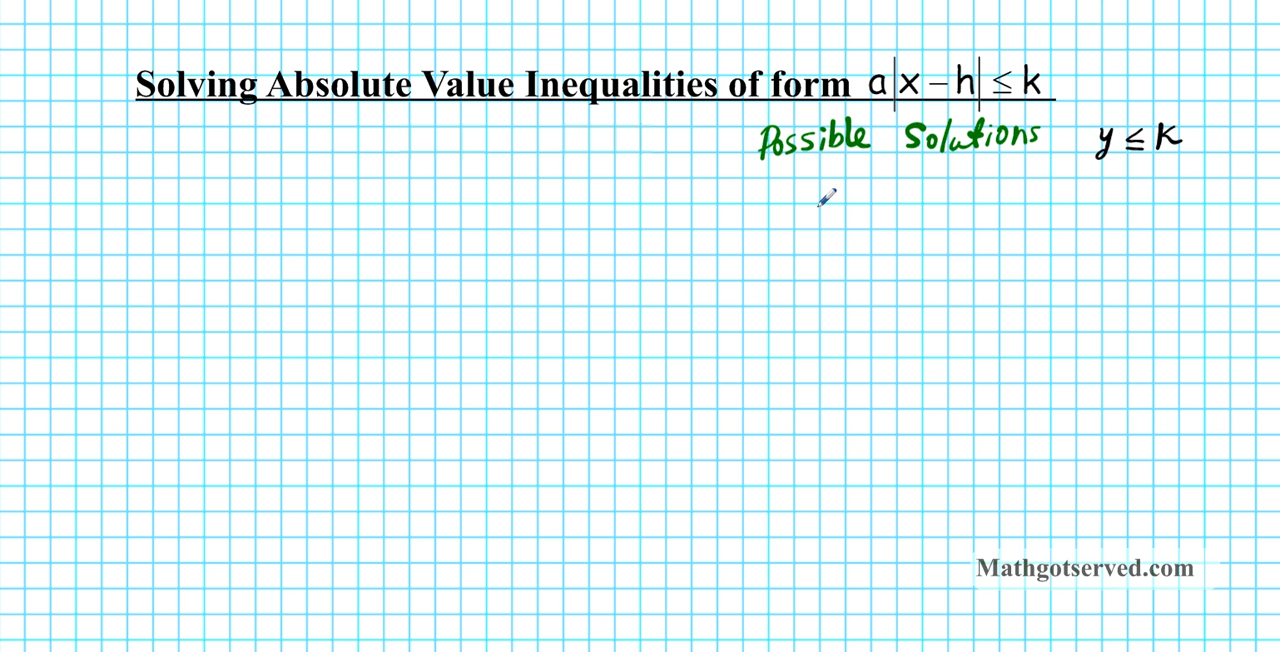 Solving Absolute Value Inequalities of form a|x − h| ≤ k
Possible Solutions y ≤ k
Mathgotserved.com